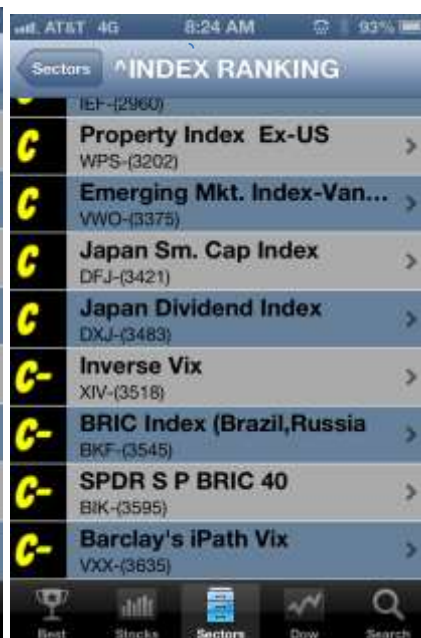 AT&T 4G 8:24 AM 93%
Sectors ^INDEX RANKING
IEF-(2960)
C Property Index Ex-US
WPS-(3202)
C Emerging Mkt. Index-Van...
VWO-(3375)
C Japan Sm. Cap Index
DFJ-(3421)
C Japan Dividend Index
DXJ-(3483)
C- Inverse Vix
XIV-(3518)
C- BRIC Index (Brazil,Russia
BKF-(3545)
C- SPDR S P BRIC 40
BIK-(3595)
C- Barclay's iPath Vix
VXX-(3635)
Best Stocks Sectors Dow Search